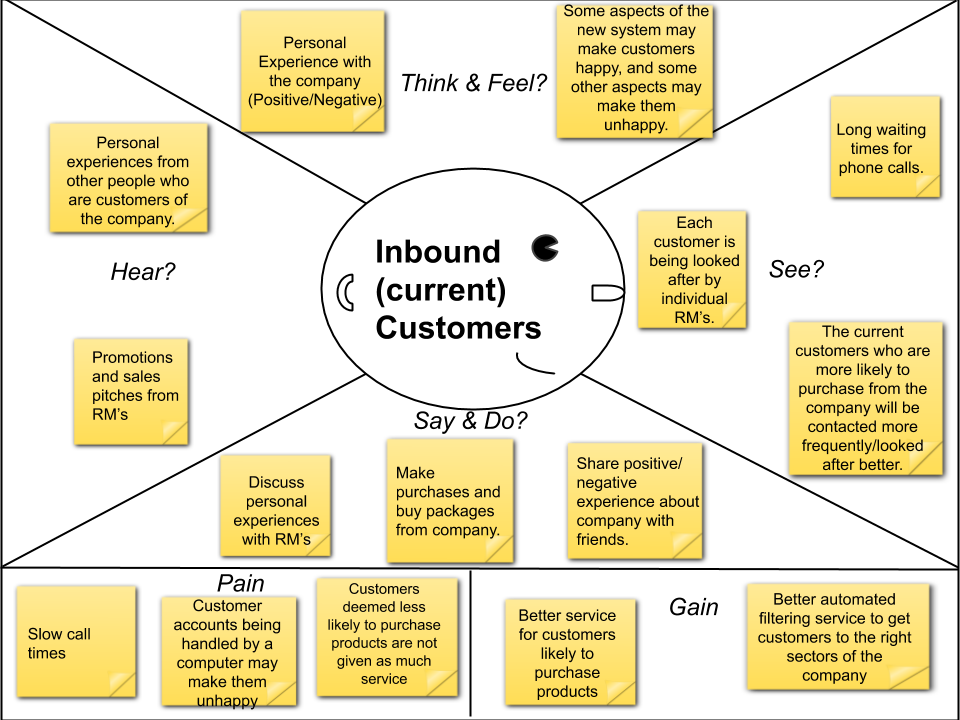 Personal
Experience with
the company
(Positive/Negative)
Think & Feel?
Some aspects of the
new system may
make customers
happy, and some
other aspects may
make them
unhappy.
Personal
experiences from
other people who
are customers of
the company.
Hear?
Promotions
and sales
pitches from
RM's
Inbound
(current)
Customers
Long waiting
times for
phone calls.
Each
customer is
being looked
after by
individual
RM's.
See?
The current
customers who are
more likely to
purchase from the
company will be
contacted more
frequently/looked
after better.
Say & Do?
Discuss
personal
experiences
with RM's
Make
purchases and
buy packages
from company.
Share positive/
negative
experience about
company with
friends.
Pain
Slow call
times
Customer
accounts being
handled by a
computer may
make them
unhappy
Customers
deemed less
likely to purchase
products are not
given as much
service
Gain
Better service
for customers
likely to
purchase
products
Better automated
filtering service to get
customers to the right
sectors of the
company